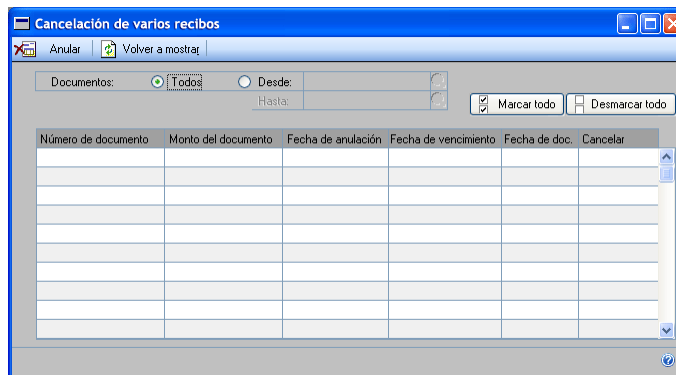 Cancelación de varios recibos
Anular Volver a mostrar
Documentos: Todos Desde:
Hasta:
Marcar todo Desmarcar todo
Número de documento Monto del documento Fecha de anulación Fecha de vencimiento Fecha de doc. Cancelar